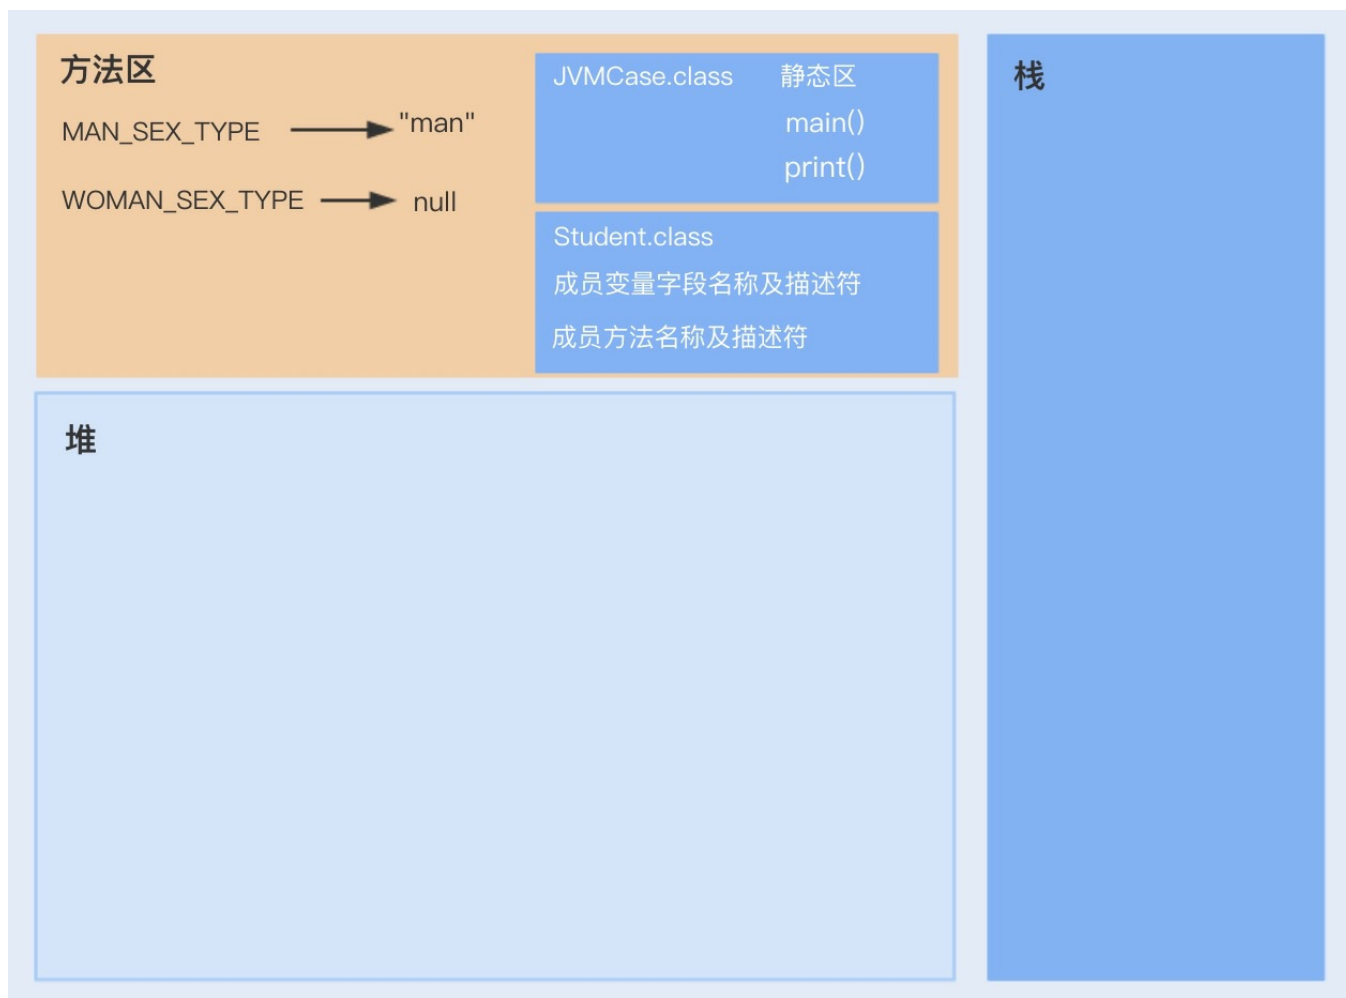 方法区
MAN_SEX_TYPE "man"
WOMAN_SEX_TYPE null
JVMCase.class 静态区
main()
print()
Student.class
成员变量字段名称及描述符
成员方法名称及描述符
栈
堆